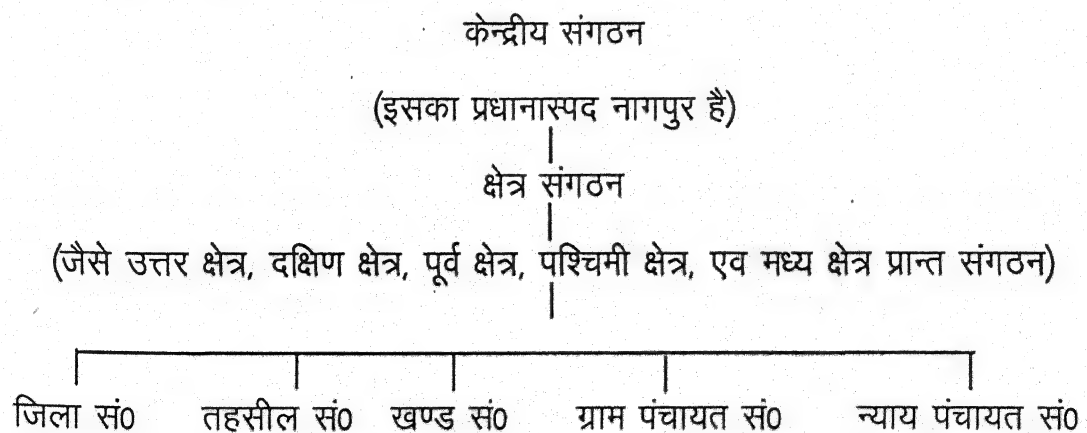 केन्द्रीय संगठन
(इसका प्रधानास्पद नागपुर है)
क्षेत्र संगठन
(जैसे उत्तर क्षेत्र, दक्षिण क्षेत्र, पूर्व क्षेत्र, पश्चिमी क्षेत्र, एव मध्य क्षेत्र प्रान्त संगठन)
जिला सं0 तहसील सं0 खण्ड सं0 ग्राम पंचायत सं0 न्याय पंचायत सं0